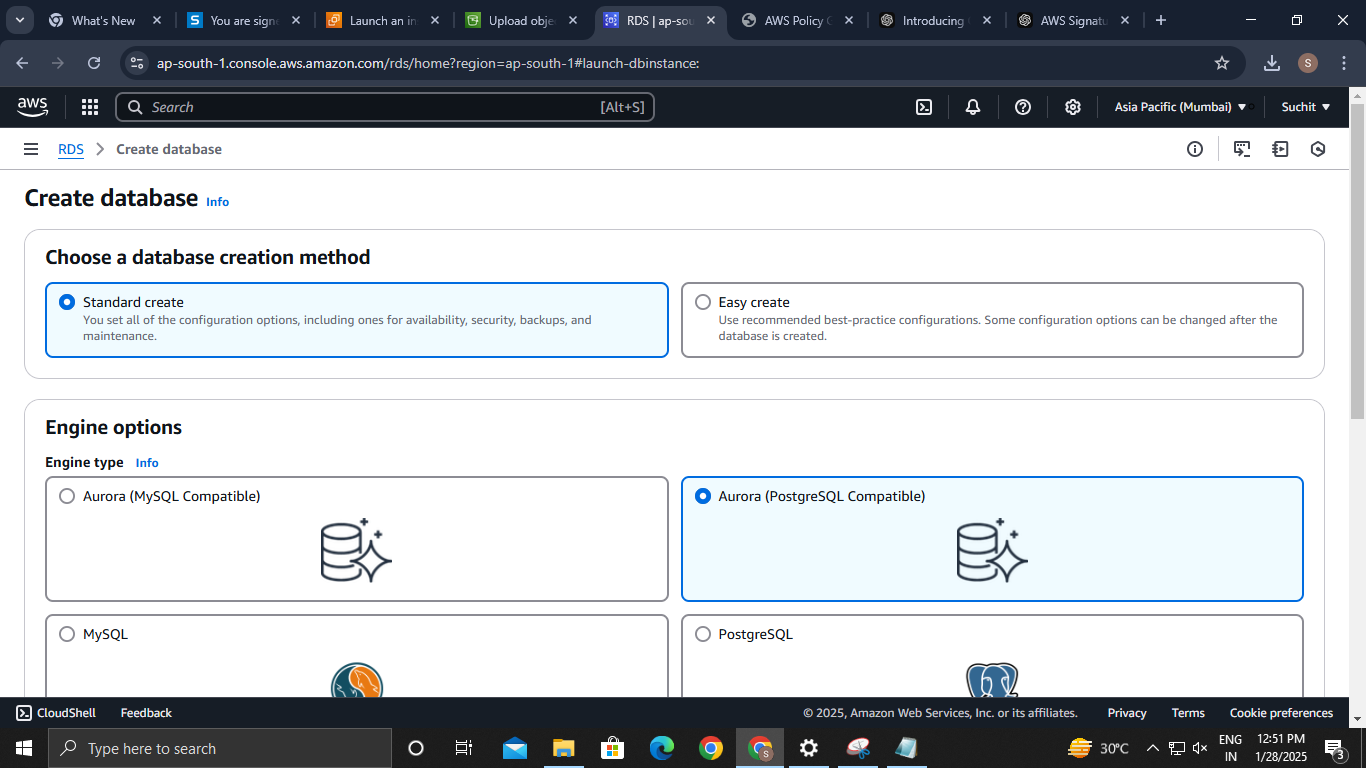 What's New
You are sign
Launch an in
Upload obje
RDS | ap-sou
AWS Policy G
Introducing
AWS Signatu
ap-south-1.console.aws.amazon.com/rds/home?region=ap-south-1#launch-dbinstance:
S
aws
Search
[Alt+S]
Asia Pacific (Mumbai)
Suchit
RDS
Create database
Create database Info
Choose a database creation method
Standard create
You set all of the configuration options, including ones for availability, security, backups, and
maintenance.
Easy create
Use recommended best-practice configurations. Some configuration options can be changed after the
database is created.
Engine options
Engine type Info
Aurora (MySQL Compatible)
Aurora (PostgreSQL Compatible)
MySQL
PostgreSQL
CloudShell
Feedback
© 2025, Amazon Web Services, Inc. or its affiliates.
Privacy
Terms
Cookie preferences
Type here to search
30°C
ENG
IN
12:51 PM
1/28/2025
3